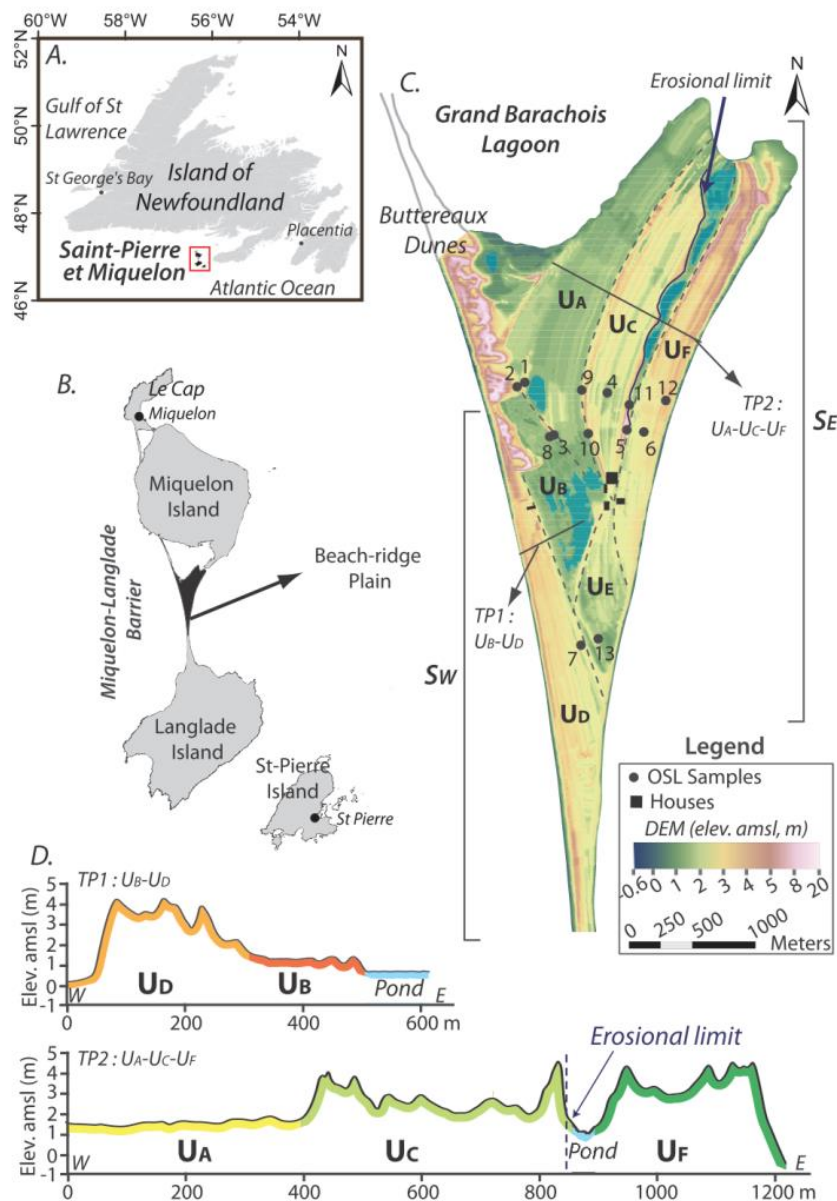 60°W 58°W 56°W 54°W
52°N
50°N
48°N
46°N
A.
N
Gulf of St
Lawrence
St George's Bay
Island of
Newfoundland
Placentia
Saint-Pierre
et Miquelon
Atlantic Ocean
B.
Le Cap
Miquelon
Miquelon
Island
Miquelon-Langlade
Barrier
Beach-ridge
Plain
Langlade
Island
St-Pierre
Island
St Pierre
C.
N
Erosional limit
Grand Barachois
Lagoon
Buttereaux
Dunes
UA
UC
UF
2 1
9 4 11 12
8 3 10 5 6
UB
TP2 :
UA-UC-UF
SE
UE
TP1 :
UB-UD
7 13
SW
UD
Legend
OSL Samples
Houses
DEM (elev. amsl, m)
-0.6 0 1 2 3 4 5 8 20
0 250 500 1000
Meters
D.
TP1 : UB-UD
Elev. amsl (m)
5
4
3
2
1
0
-1
W
UD
UB
Pond
E
0 200 400 600 m
TP2 : UA-UC-UF
Erosional limit
Elev. amsl (m)
5
4
3
2
1
0
-1
W
UA
UC
Pond
UF
E
0 200 400 600 800 1000 1200 m